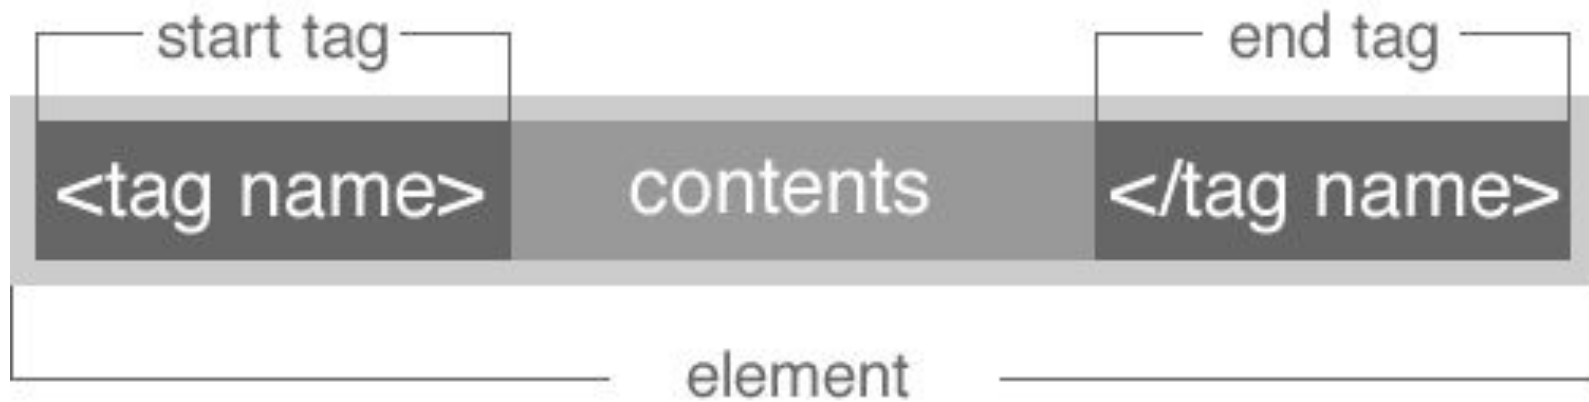 start tag end tag
<tag name> contents </tag name>
element